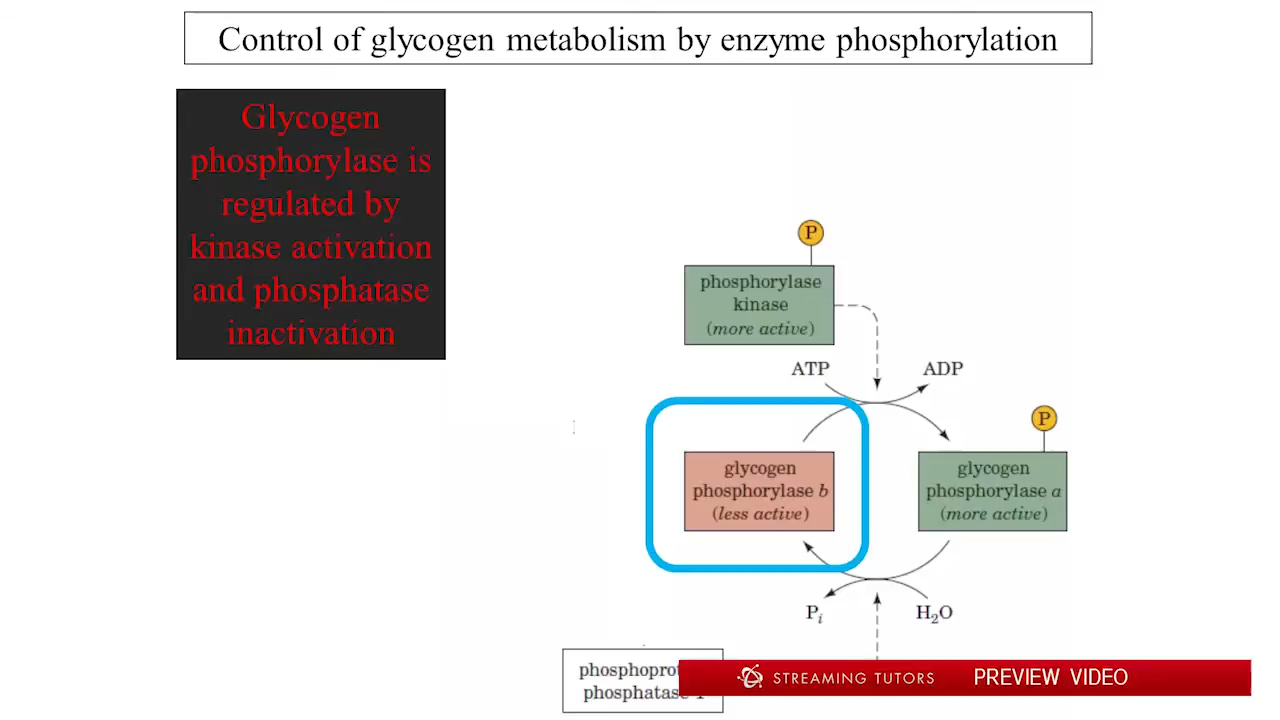 Control of glycogen metabolism by enzyme phosphorylation
Glycogen
phosphorylase is
regulated by
kinase activation
and phosphatase
inactivation
P
phosphorylase
kinase
(more active)
ATP
ADP
P
glycogen
phosphorylase b
(less active)
glycogen
phosphorylase a
(more active)
Pi
H₂O
phosphatase
STREAMING TUTORS
PREVIEW VIDEO